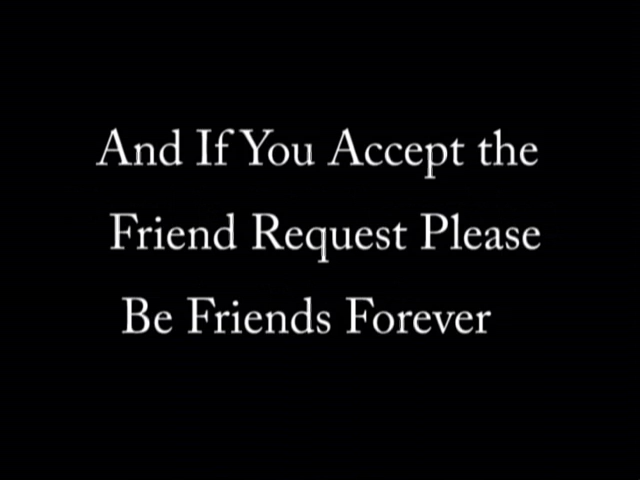 And If You Accept the
Friend Request Please
Be Friends Forever